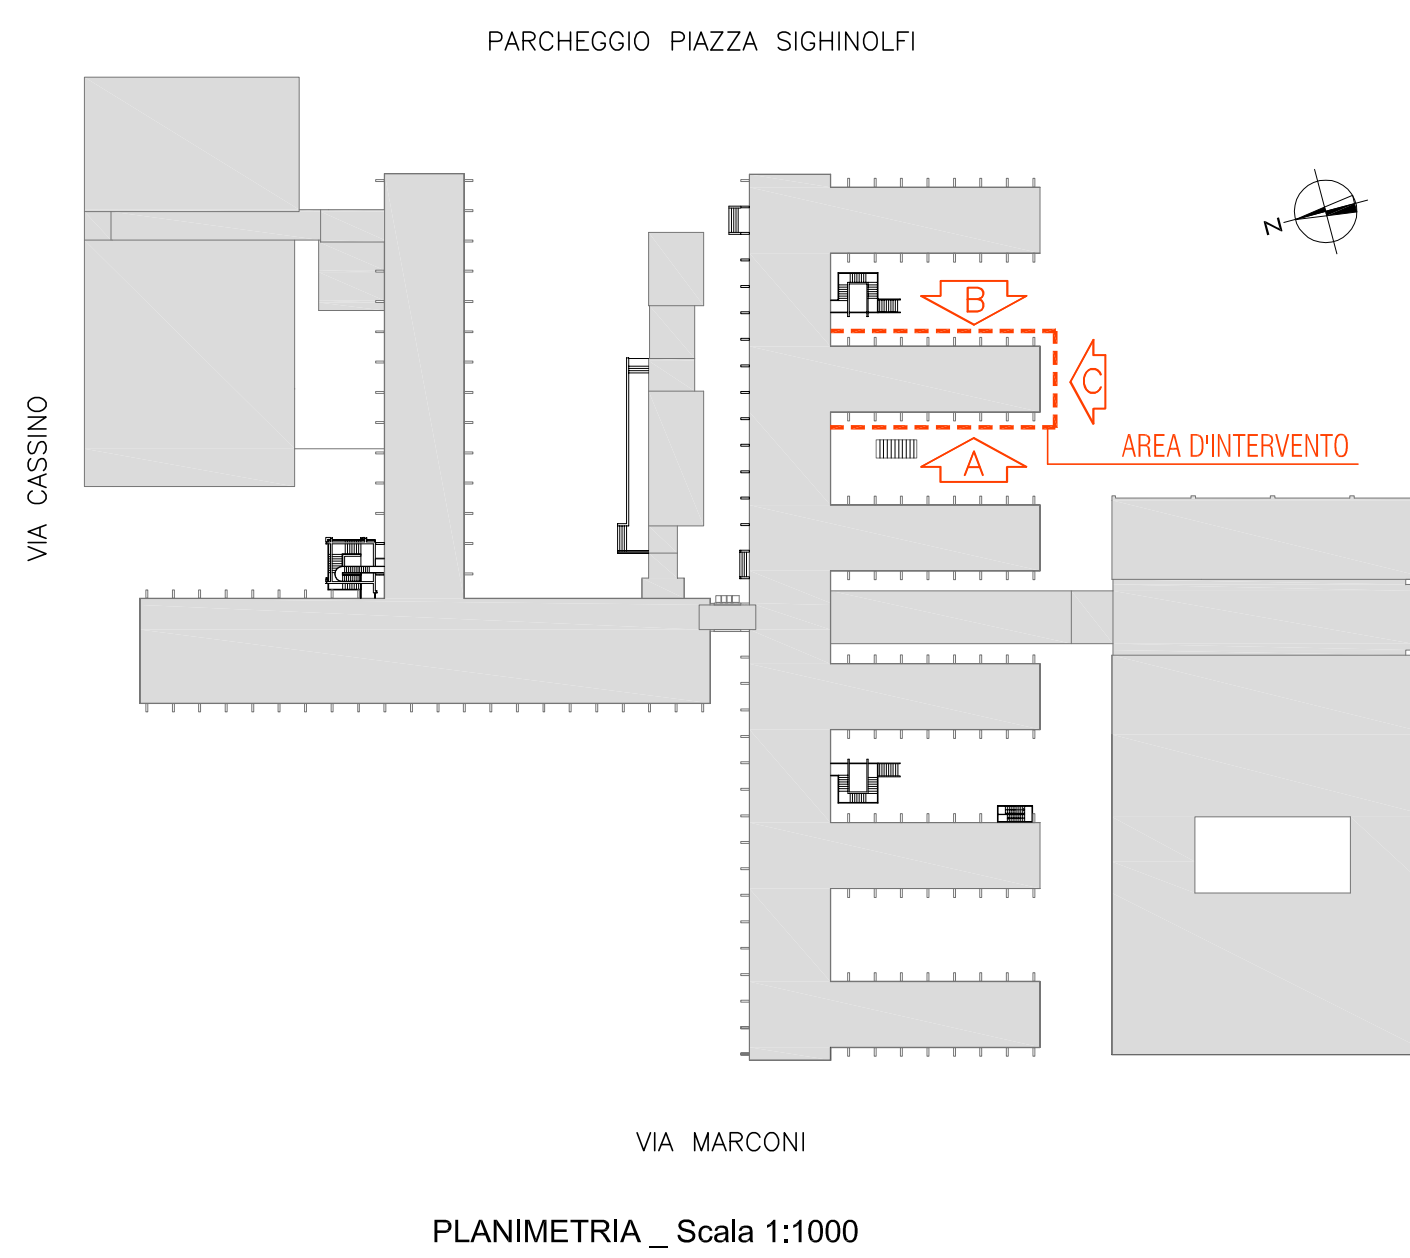 PARCHEGGIO PIAZZA SIGHINOLFI
N
B
C
VIA CASSINO
AREA D'INTERVENTO
A
VIA MARCONI
PLANIMETRIA _ Scala 1:1000